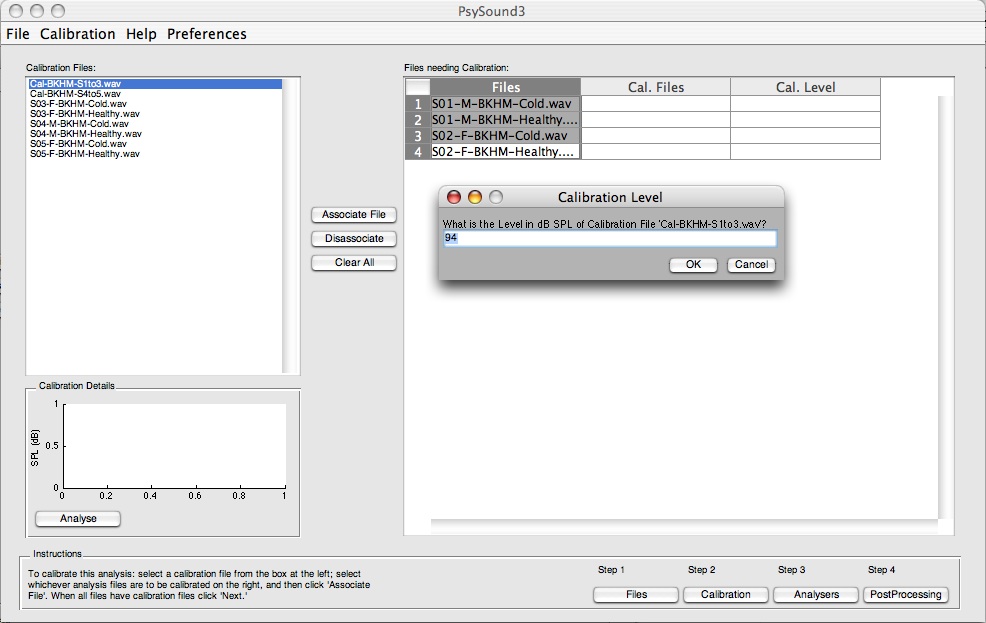 PsySound3
File Calibration Help Preferences
Calibration Files:
Cal-BKHM-S1to3.wav
Cal-BKHM-S4to5.wav
S03-F-BKHM-Cold.wav
S03-F-BKHM-Healthy.wav
S04-M-BKHM-Cold.wav
S04-M-BKHM-Healthy.wav
S05-F-BKHM-Cold.wav
S05-F-BKHM-Healthy.wav
Associate File
Disassociate
Clear All
Files needing Calibration:
Files Cal. Files Cal. Level
1 S01-M-BKHM-Cold.wav
2 S01-M-BKHM-Healthy....
3 S02-F-BKHM-Cold.wav
4 S02-F-BKHM-Healthy....
Calibration Level
What is the Level in dB SPL of Calibration File 'Cal-BKHM-S1to3.wav'?
94
OK Cancel
Calibration Details
SPL (dB)
1
0.5
0
0 0.2 0.4 0.6 0.8 1
Analyse
Instructions
To calibrate this analysis: select a calibration file from the box at the left; select
whichever analysis files are to be calibrated on the right, and then click 'Associate
File'. When all files have calibration files click 'Next.'
Step 1 Step 2 Step 3 Step 4
Files Calibration Analysers PostProcessing